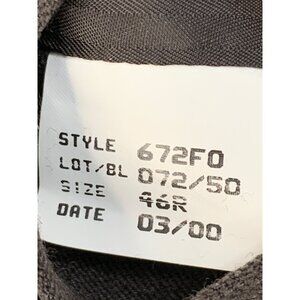 STYLE 672F0
LOT/BL 072/50
SIZE 46R
DATE 03/00